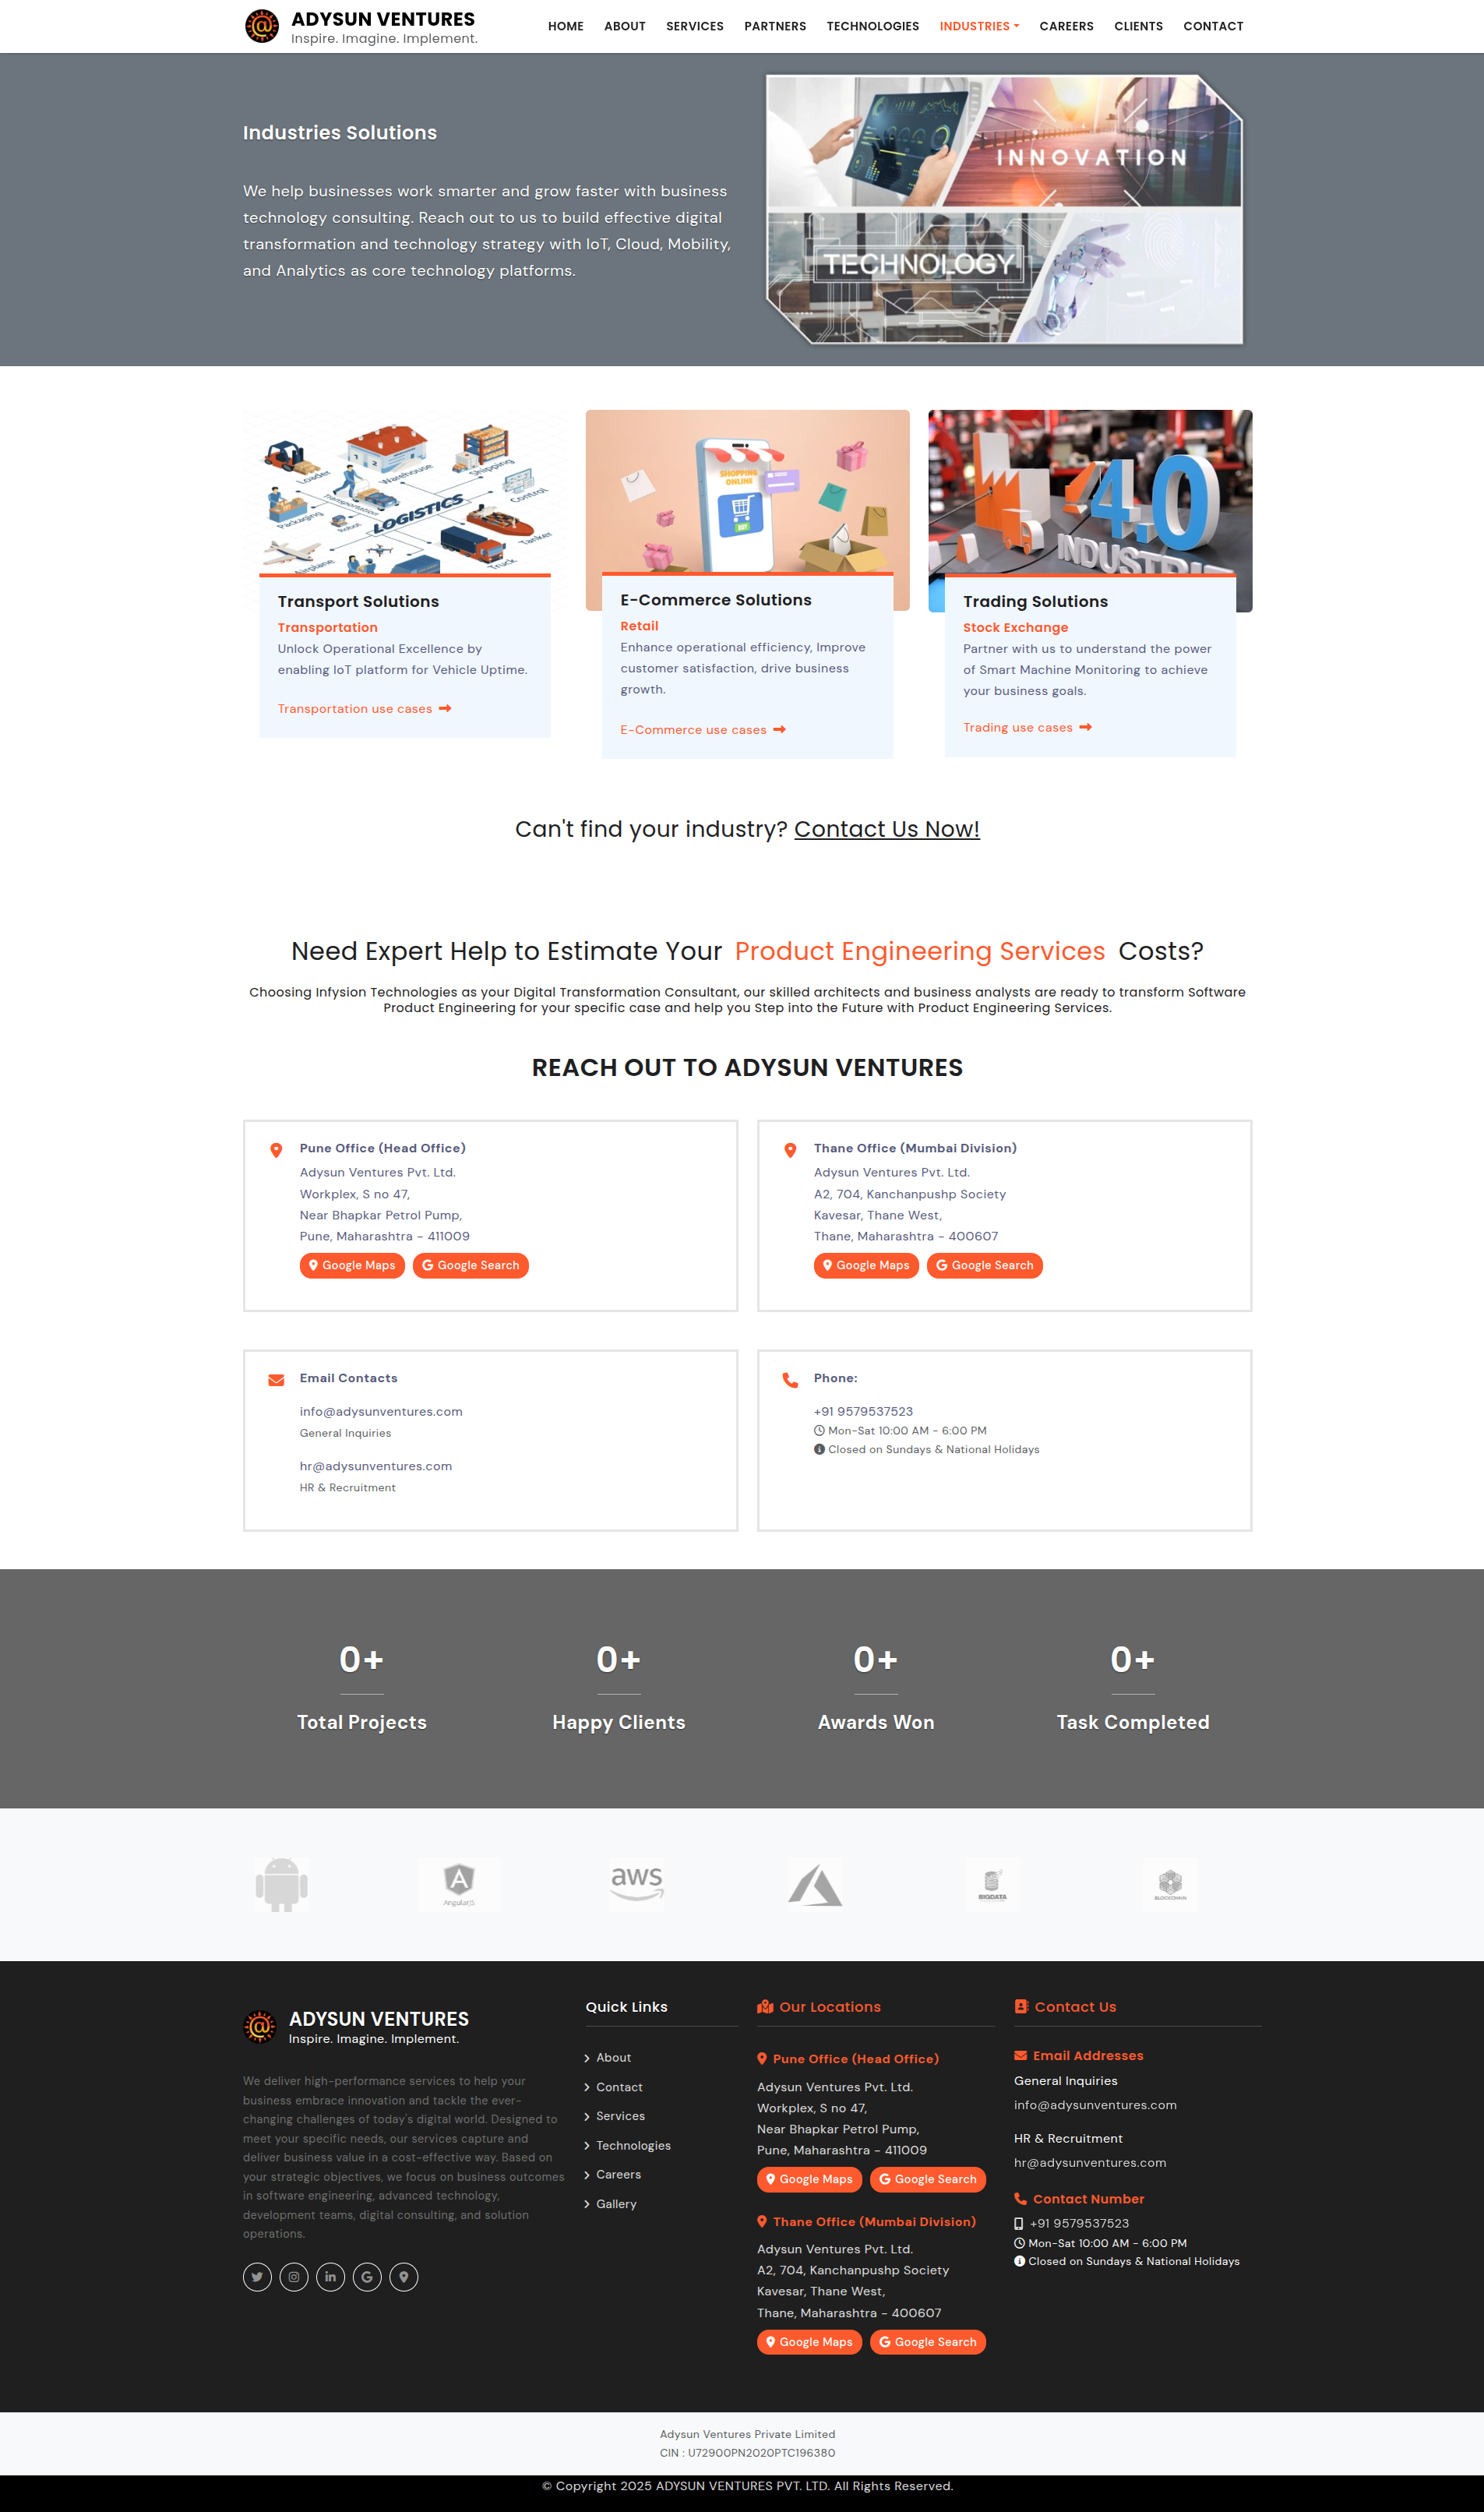 ADYSUN VENTURES
Inspire. Imagine. Implement.
HOME ABOUT SERVICES PARTNERS TECHNOLOGIES INDUSTRIES CAREERS CLIENTS CONTACT
Industries Solutions
We help businesses work smarter and grow faster with business
technology consulting. Reach out to us to build effective digital
transformation and technology strategy with IoT, Cloud, Mobility,
and Analytics as core technology platforms.
INNOVATION
TECHNOLOGY
Loader
Warehouse
Shipping
Transportation
Control
Packaging
Robot
LOGISTICS
Tanker
Airplane
Truck
SHOPPING
ONLINE
BUY
4.0
INDUSTRIE
Transport Solutions
Transportation
Unlock Operational Excellence by
enabling IoT platform for Vehicle Uptime.
Transportation use cases
E-Commerce Solutions
Retail
Enhance operational efficiency, Improve
customer satisfaction, drive business
growth.
E-Commerce use cases
Trading Solutions
Stock Exchange
Partner with us to understand the power
of Smart Machine Monitoring to achieve
your business goals.
Trading use cases
Can't find your industry? Contact Us Now!
Need Expert Help to Estimate Your Product Engineering Services Costs?
Choosing Infysion Technologies as your Digital Transformation Consultant, our skilled architects and business analysts are ready to transform Software
Product Engineering for your specific case and help you Step into the Future with Product Engineering Services.
REACH OUT TO ADYSUN VENTURES
Pune Office (Head Office)
Adysun Ventures Pvt. Ltd.
Workplex, S no 47,
Near Bhapkar Petrol Pump,
Pune, Maharashtra - 411009
Google Maps Google Search
Thane Office (Mumbai Division)
Adysun Ventures Pvt. Ltd.
A2, 704, Kanchanpushp Society
Kavesar, Thane West,
Thane, Maharashtra - 400607
Google Maps Google Search
Email Contacts
info@adysunventures.com
General Inquiries
hr@adysunventures.com
HR & Recruitment
Phone:
+91 9579537523
Mon-Sat 10:00 AM - 6:00 PM
Closed on Sundays & National Holidays
0+ 0+ 0+ 0+
Total Projects Happy Clients Awards Won Task Completed
AngularJS
aws
BIGDATA
BLOCKCHAIN
ADYSUN VENTURES
Inspire. Imagine. Implement.
We deliver high-performance services to help your
business embrace innovation and tackle the ever-
changing challenges of today's digital world. Designed to
meet your specific needs, our services capture and
deliver business value in a cost-effective way. Based on
your strategic objectives, we focus on business outcomes
in software engineering, advanced technology,
development teams, digital consulting, and solution
operations.
Quick Links
About
Contact
Services
Technologies
Careers
Gallery
Our Locations
Pune Office (Head Office)
Adysun Ventures Pvt. Ltd.
Workplex, S no 47,
Near Bhapkar Petrol Pump,
Pune, Maharashtra - 411009
Google Maps Google Search
Thane Office (Mumbai Division)
Adysun Ventures Pvt. Ltd.
A2, 704, Kanchanpushp Society
Kavesar, Thane West,
Thane, Maharashtra - 400607
Google Maps Google Search
Contact Us
Email Addresses
General Inquiries
info@adysunventures.com
HR & Recruitment
hr@adysunventures.com
Contact Number
+91 9579537523
Mon-Sat 10:00 AM - 6:00 PM
Closed on Sundays & National Holidays
Adysun Ventures Private Limited
CIN : U72900PN2020PTC196380
© Copyright 2025 ADYSUN VENTURES PVT. LTD. All Rights Reserved.